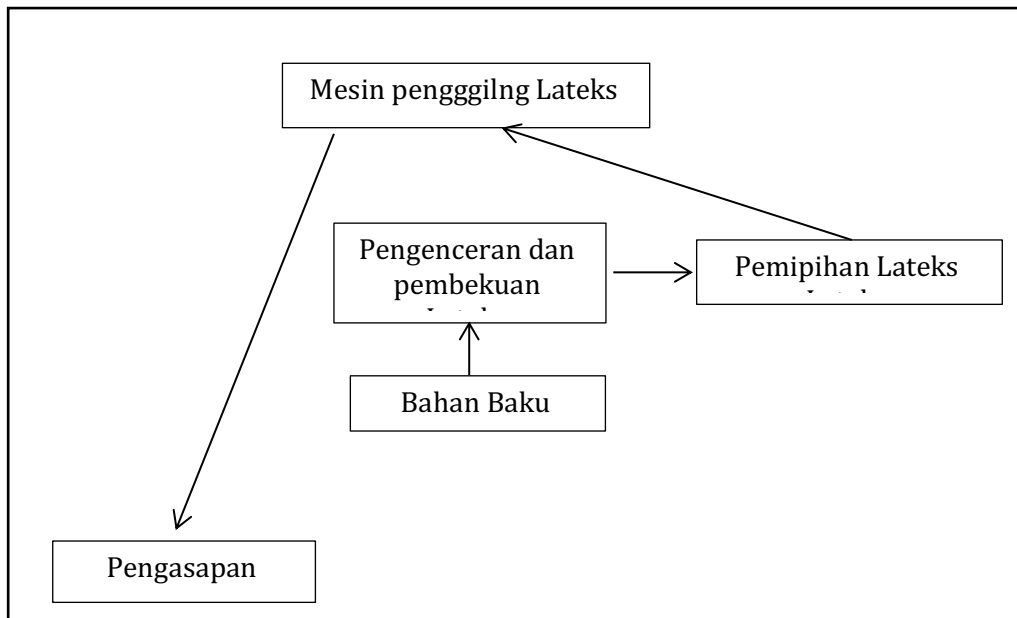 Mesin pengggilng Lateks
Pengenceran dan
pembekuan
Pemipihan Lateks
Bahan Baku
Pengasapan